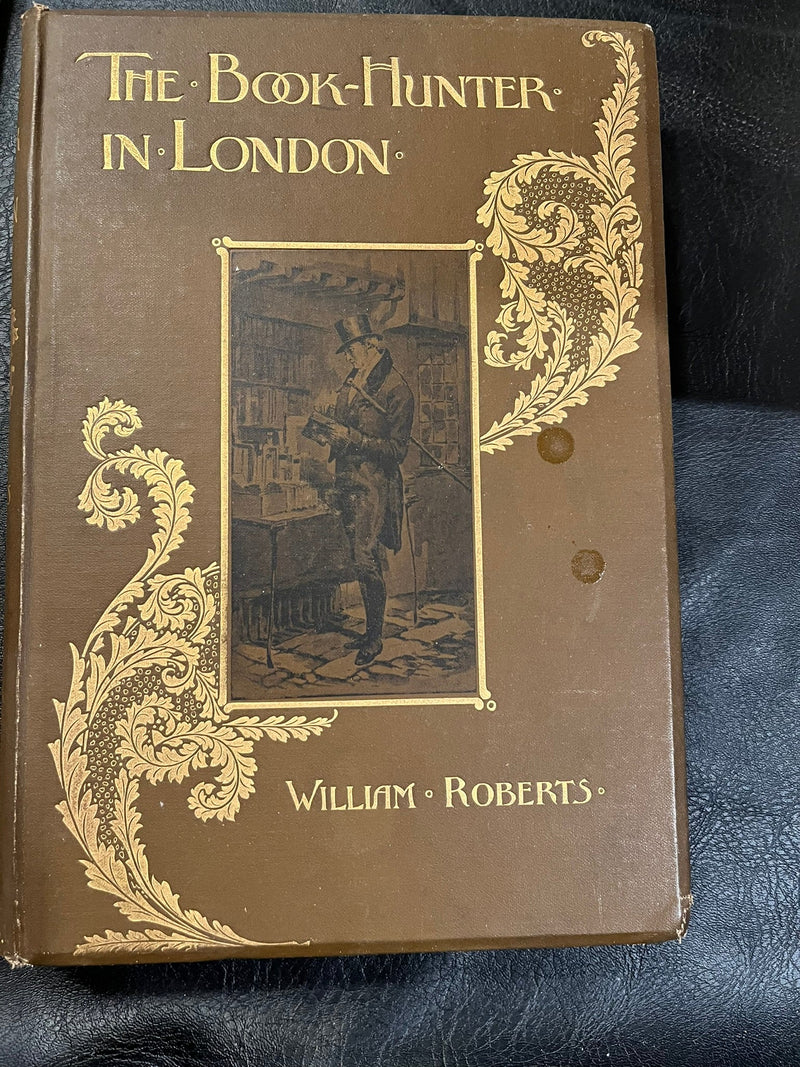 THE · BOOK-HUNTER ·
IN · LONDON ·
WILLIAM · ROBERTS ·